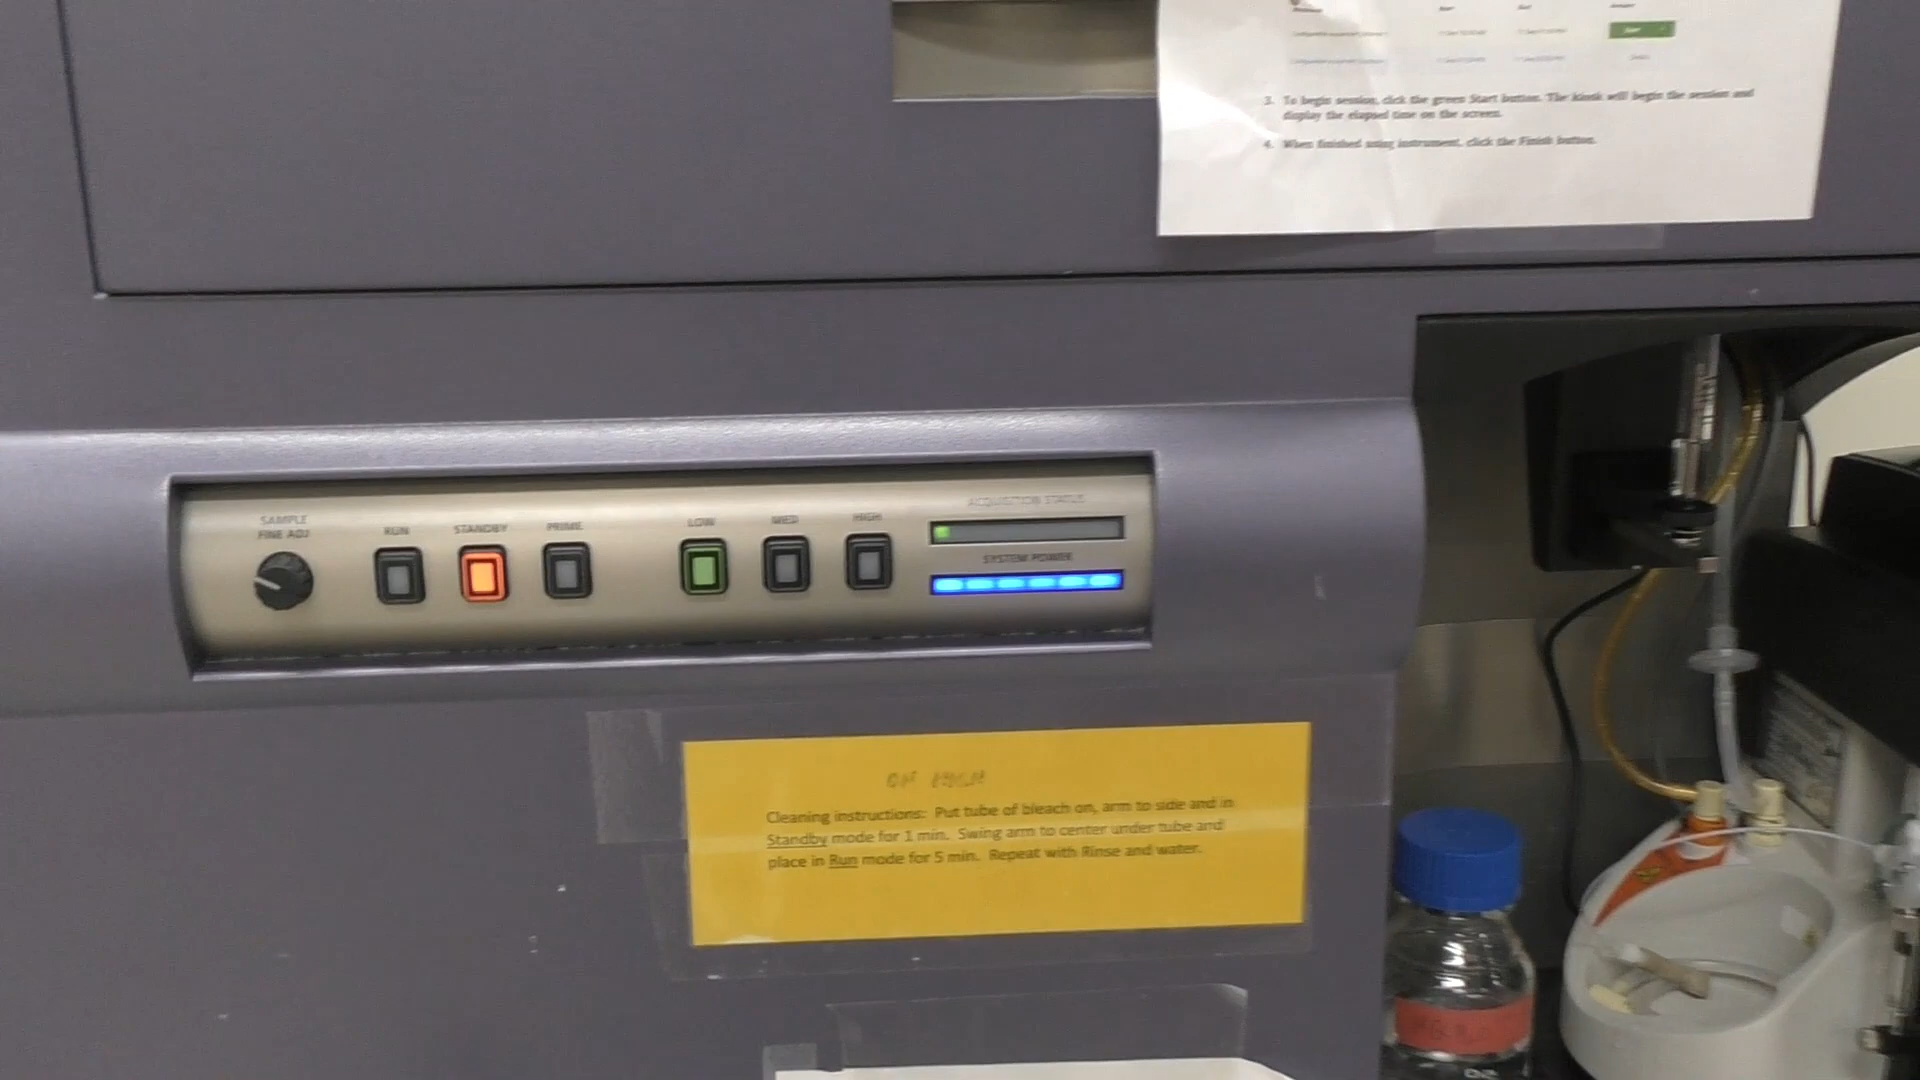 3. To begin session, click the green Start button. The kiosk will begin the session and
display the elapsed time on the screen.
4. When finished using instrument, click the Finish button.
SAMPLE
FINE ADJ
RUN
STANDBY
PRIME
LOW
MED
HIGH
ACQUISITION STATUS
SYSTEM POWER
Cleaning instructions: Put tube of bleach on, arm to side and in
Standby mode for 1 min. Swing arm to center under tube and
place in Run mode for 5 min. Repeat with Rinse and water.